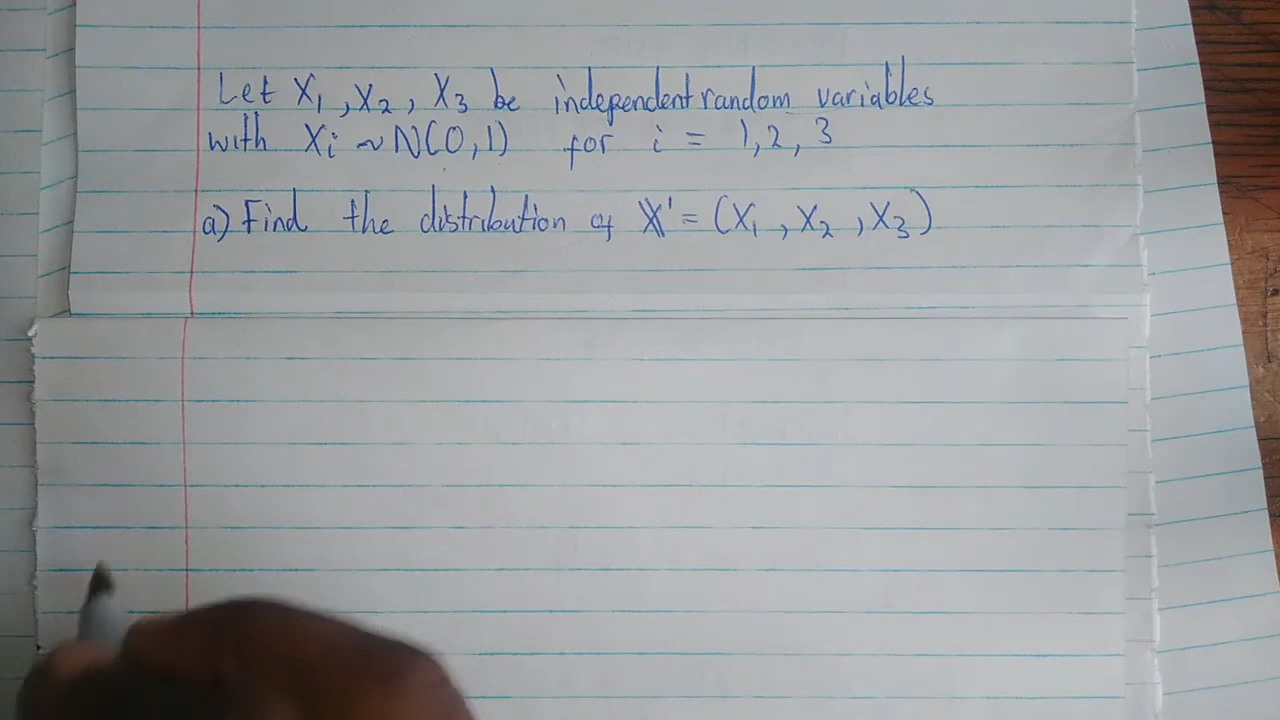 Let X₁, X₂, X₃ be independent random variables
with Xi ~ N(0,1) for i = 1,2,3
a) Find the distribution of X' = (X₁, X₂, X₃)